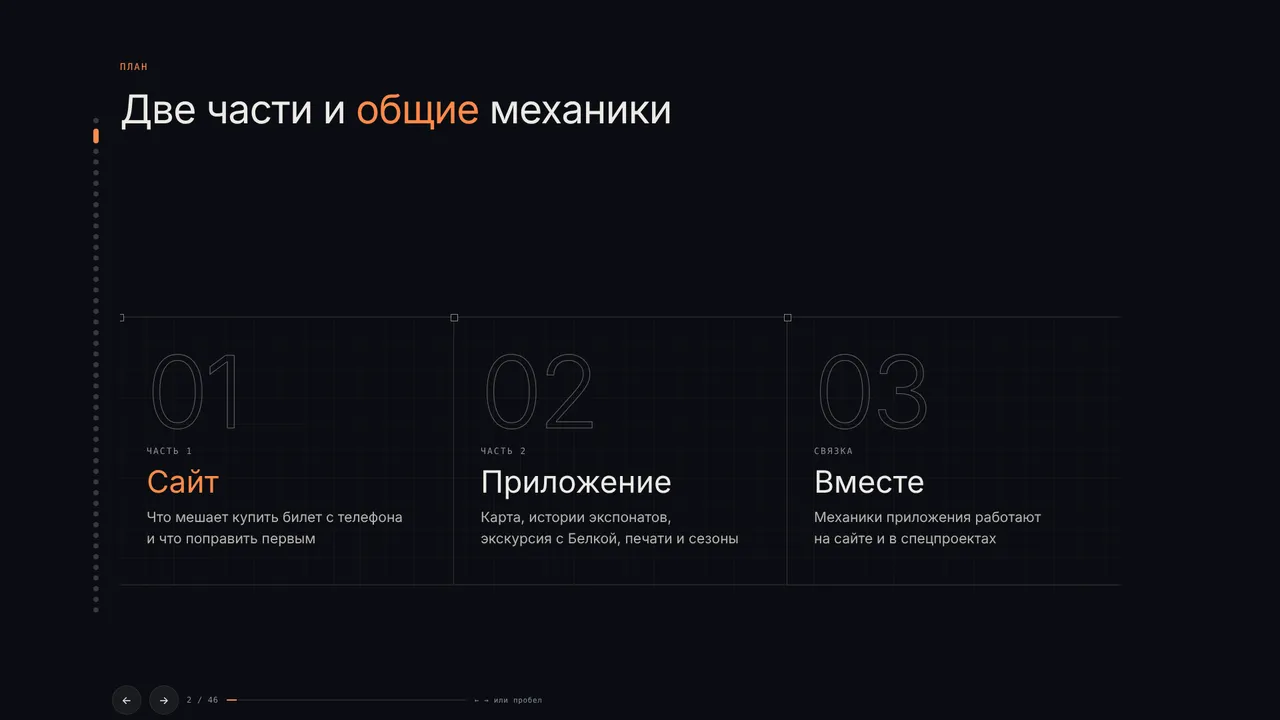 ПЛАН
Две части и общие механики
01
ЧАСТЬ 1
Сайт
Что мешает купить билет с телефона
и что поправить первым
02
ЧАСТЬ 2
Приложение
Карта, истории экспонатов,
экскурсия с Белкой, печати и сезоны
03
СВЯЗКА
Вместе
Механики приложения работают
на сайте и в спецпроектах
← → 2 / 46 ← → или пробел